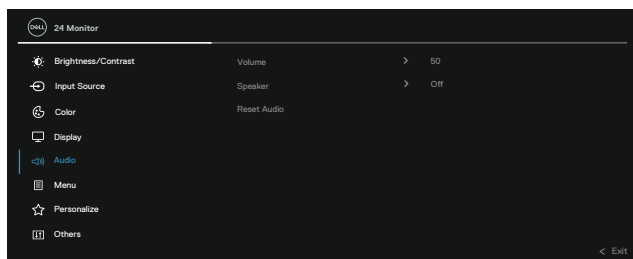 DELL 24 Monitor
Brightness/Contrast Volume > 50
Input Source Speaker > Off
Color Reset Audio
Display
Audio
Menu
Personalize
Others
< Exit